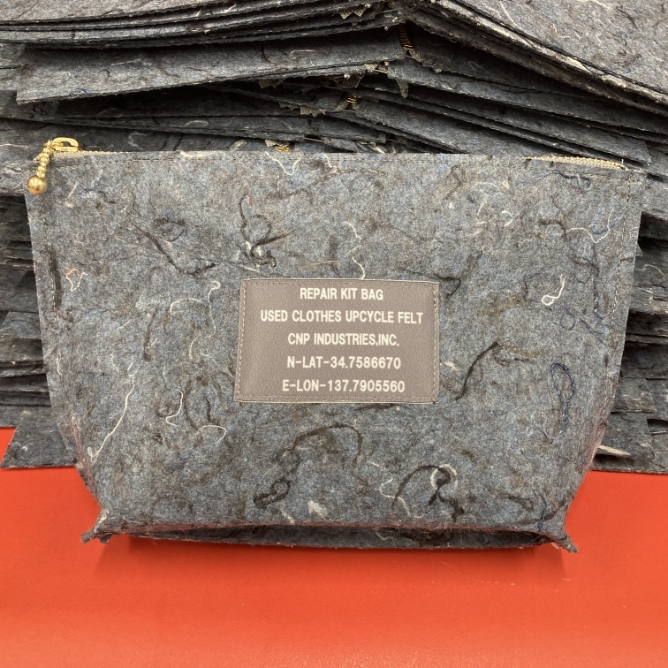 REPAIR KIT BAG
USED CLOTHES UPCYCLE FELT
CNP INDUSTRIES,INC.
N-LAT-34.7586670
E-LON-137.7905560